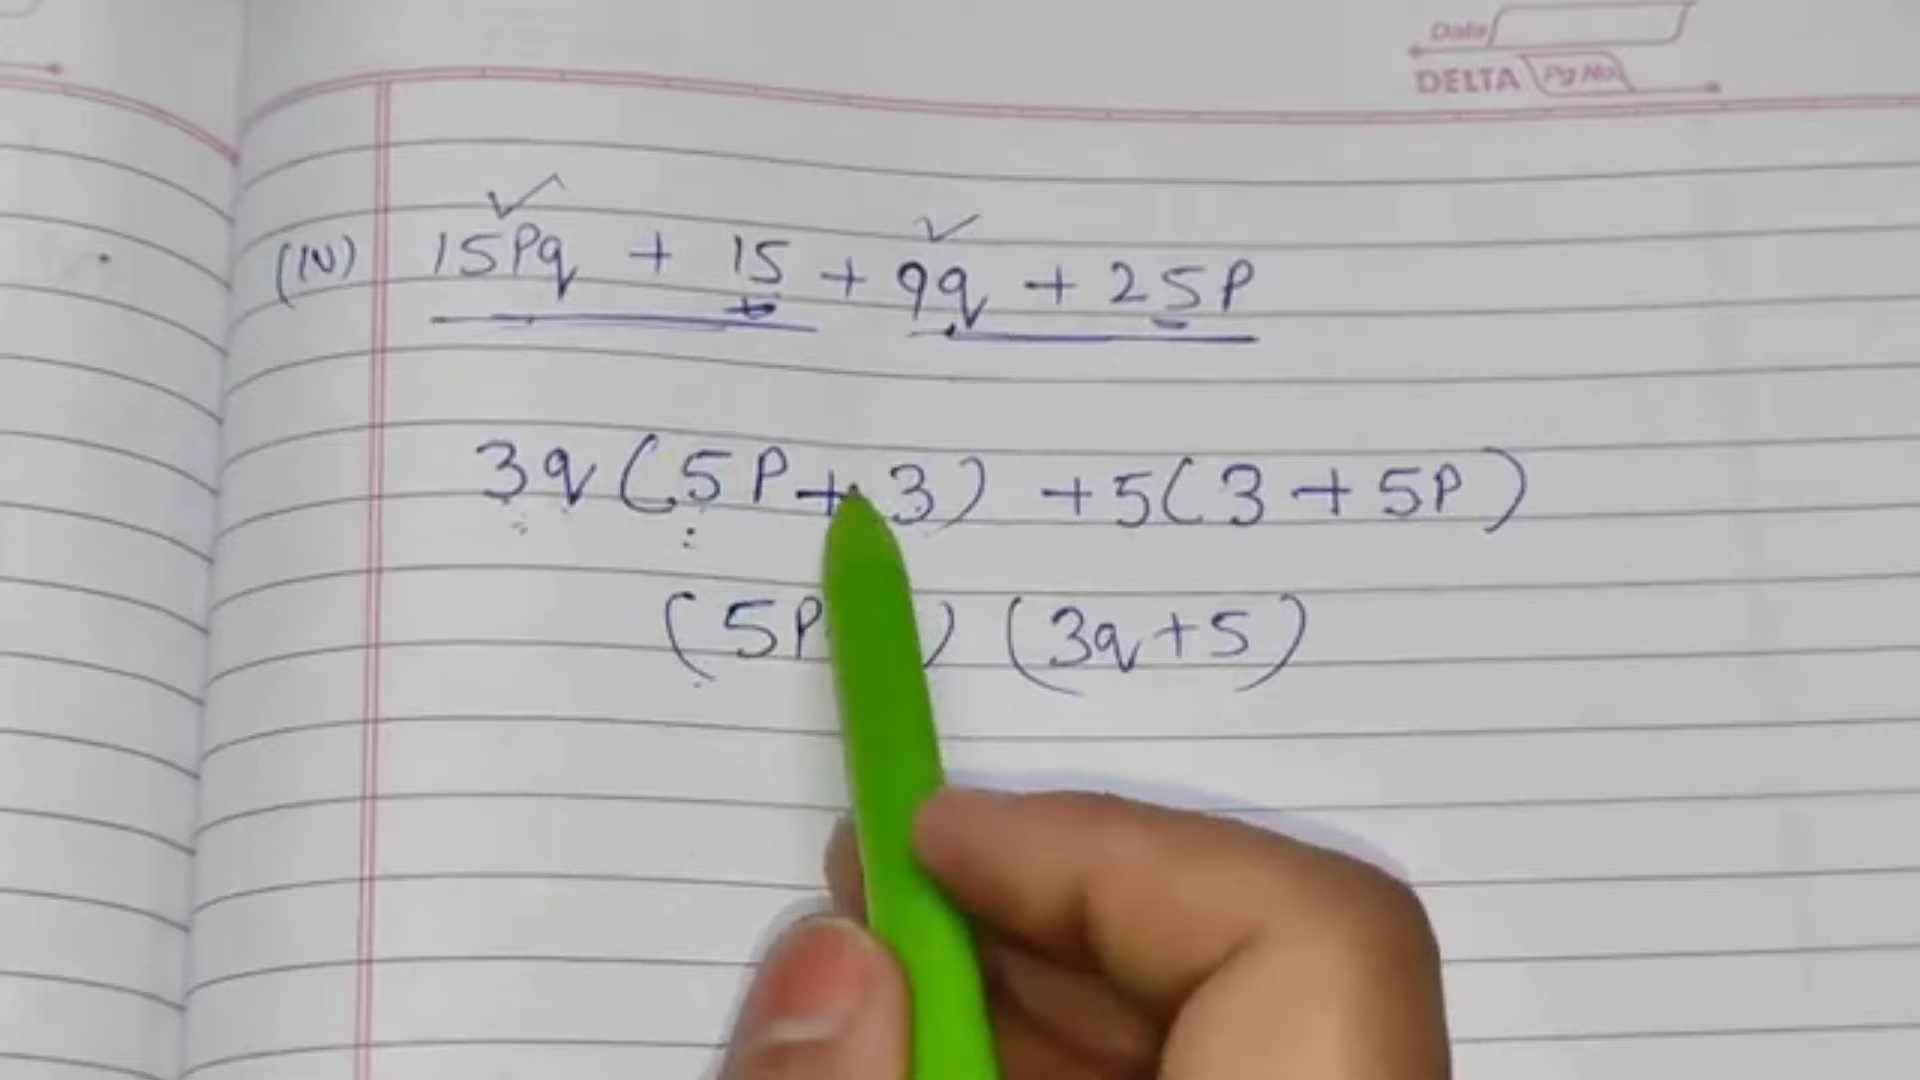 Date
DELTA Pg No.
(IV) 15Pq + 15 + 9q + 25P
3q (5P + 3) + 5(3 + 5P)
(5P ) (3q + 5)